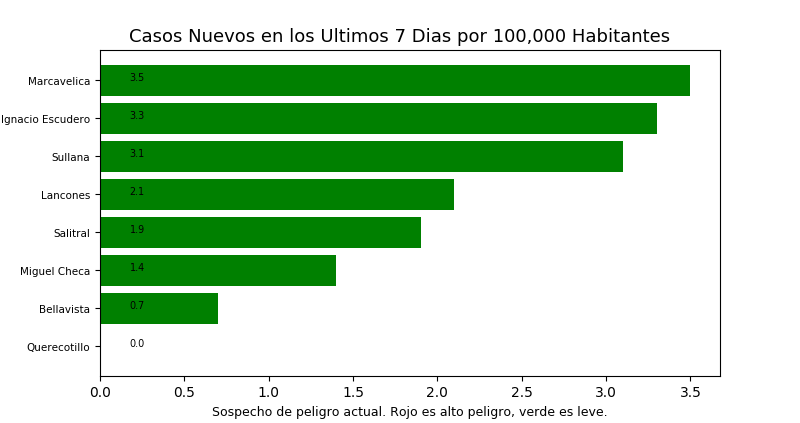 Casos Nuevos en los Ultimos 7 Dias por 100,000 Habitantes
Marcavelica 3.5
Ignacio Escudero 3.3
Sullana 3.1
Lancones 2.1
Salitral 1.9
Miguel Checa 1.4
Bellavista 0.7
Querecotillo 0.0
0.0 0.5 1.0 1.5 2.0 2.5 3.0 3.5
Sospecho de peligro actual. Rojo es alto peligro, verde es leve.